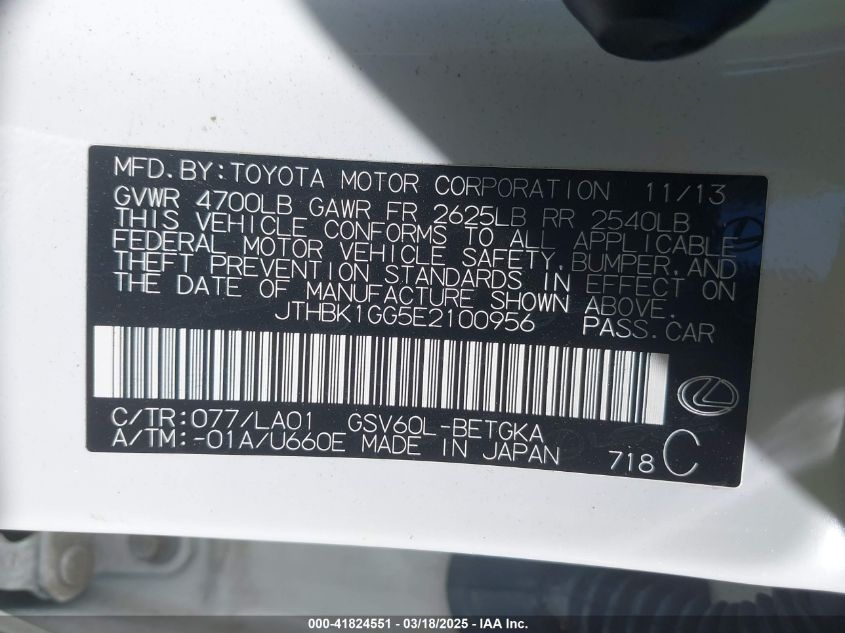 MFD. BY: TOYOTA MOTOR CORPORATION 11/13
GVWR 4700LB GAWR FR 2625LB RR 2540LB
THIS VEHICLE CONFORMS TO ALL APPLICABLE
FEDERAL MOTOR VEHICLE SAFETY, BUMPER, AND
THEFT PREVENTION STANDARDS IN EFFECT ON
THE DATE OF MANUFACTURE SHOWN ABOVE.
JTHBK1GG5E2100956 PASS. CAR
C/TR: 077/LA01 GSV60L-BETGKA
A/TM: -01A/U660E MADE IN JAPAN 718 C
000-41824551 - 03/18/2025 - IAA Inc.